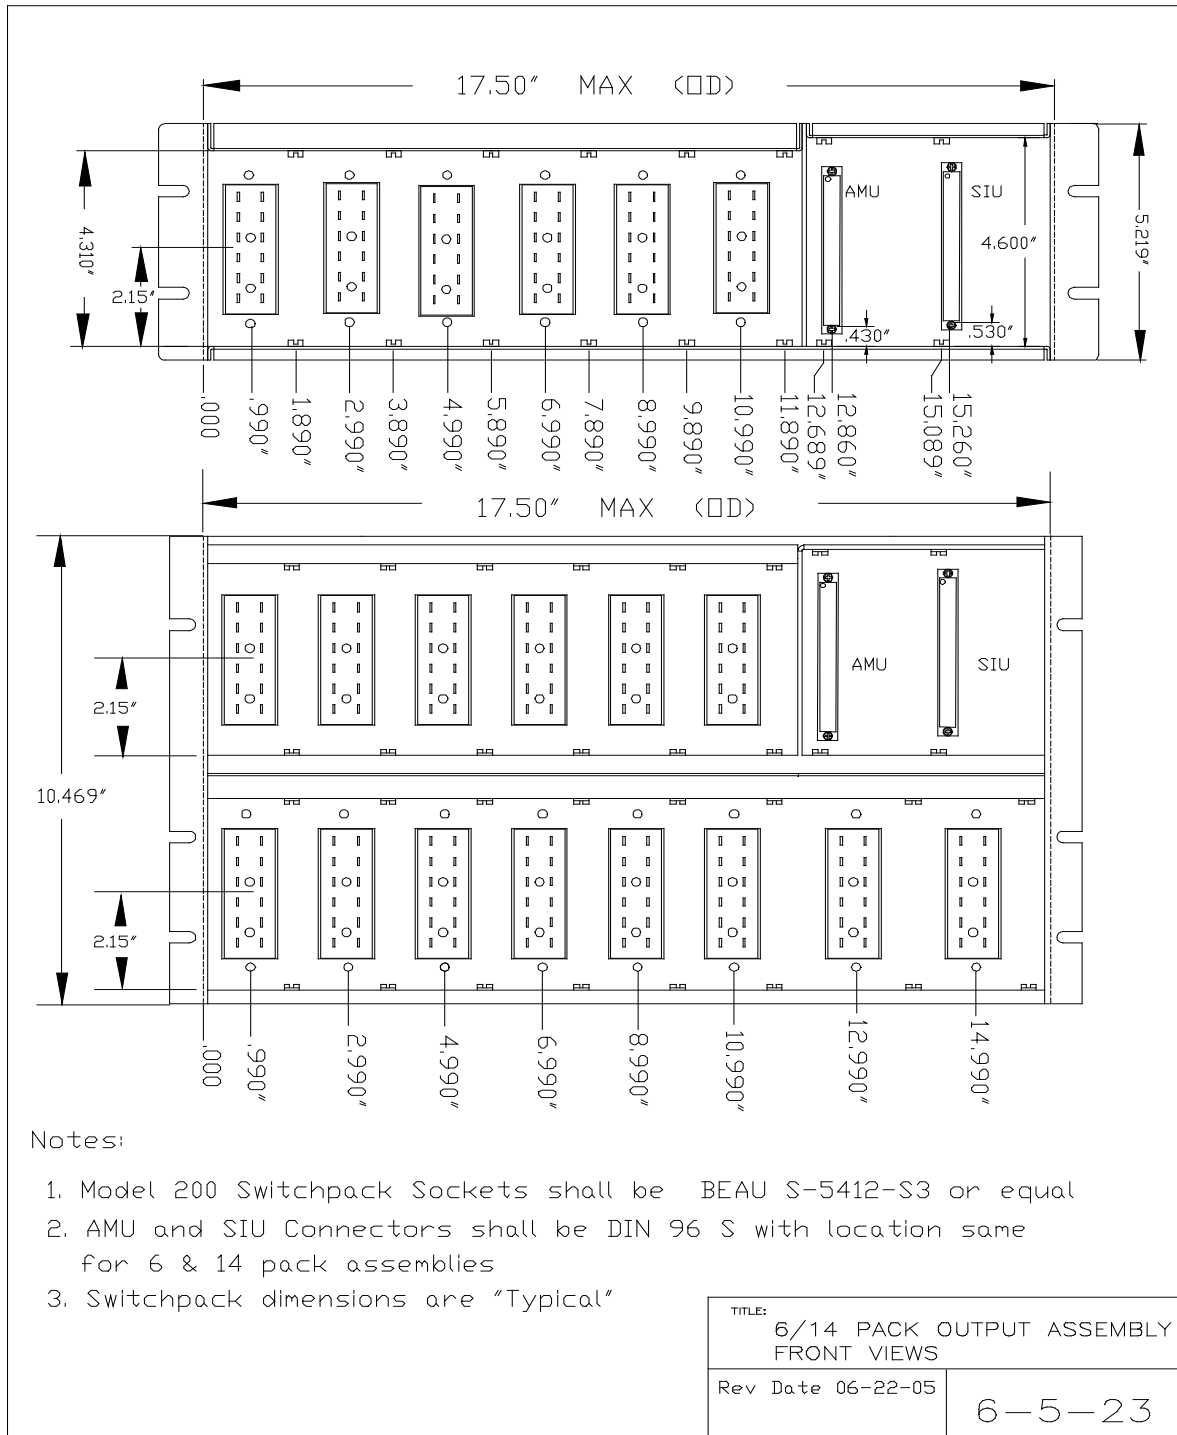 17.50" MAX (OD)
4.310"
2.15"
AMU
SIU
4.600"
5.219"
.430"
.530"
.000
.990"
1.890"
2.990"
3.890"
4.990"
5.890"
6.990"
7.890"
8.990"
9.890"
10.990"
11.890"
12.689"
12.860"
15.089"
15.260"
17.50" MAX (OD)
AMU
SIU
2.15"
10.469"
2.15"
.000
.990"
2.990"
4.990"
6.990"
8.990"
10.990"
12.990"
14.990"
Notes:
1. Model 200 Switchpack Sockets shall be BEAU S-5412-S3 or equal
2. AMU and SIU Connectors shall be DIN 96 S with location same
for 6 & 14 pack assemblies
3. Switchpack dimensions are "Typical"
TITLE:
6/14 PACK OUTPUT ASSEMBLY
FRONT VIEWS
Rev Date 06-22-05
6-5-23